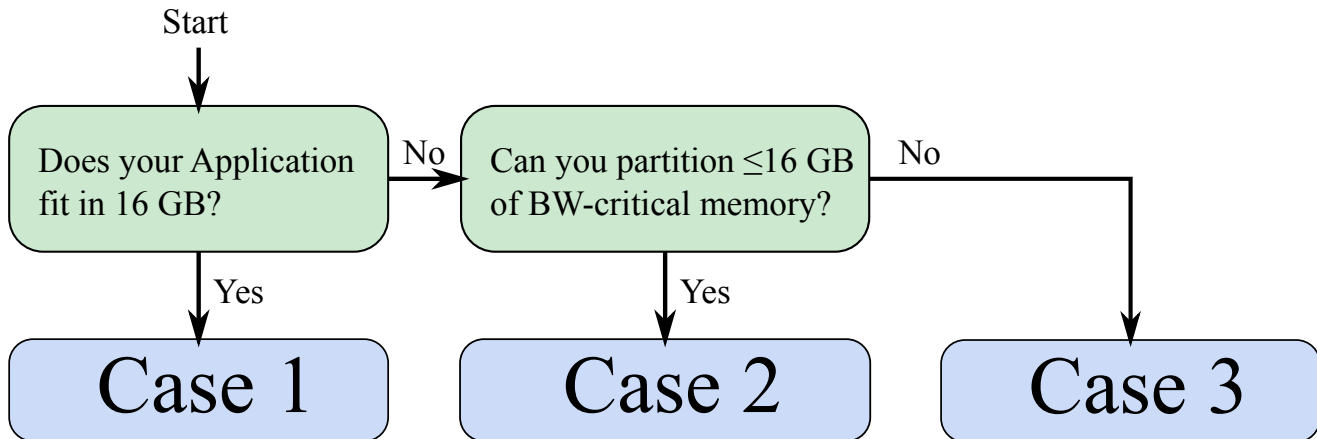 Start
Does your Application
fit in 16 GB?
No
Can you partition ≤16 GB
of BW-critical memory?
No
Yes
Yes
Case 1
Case 2
Case 3